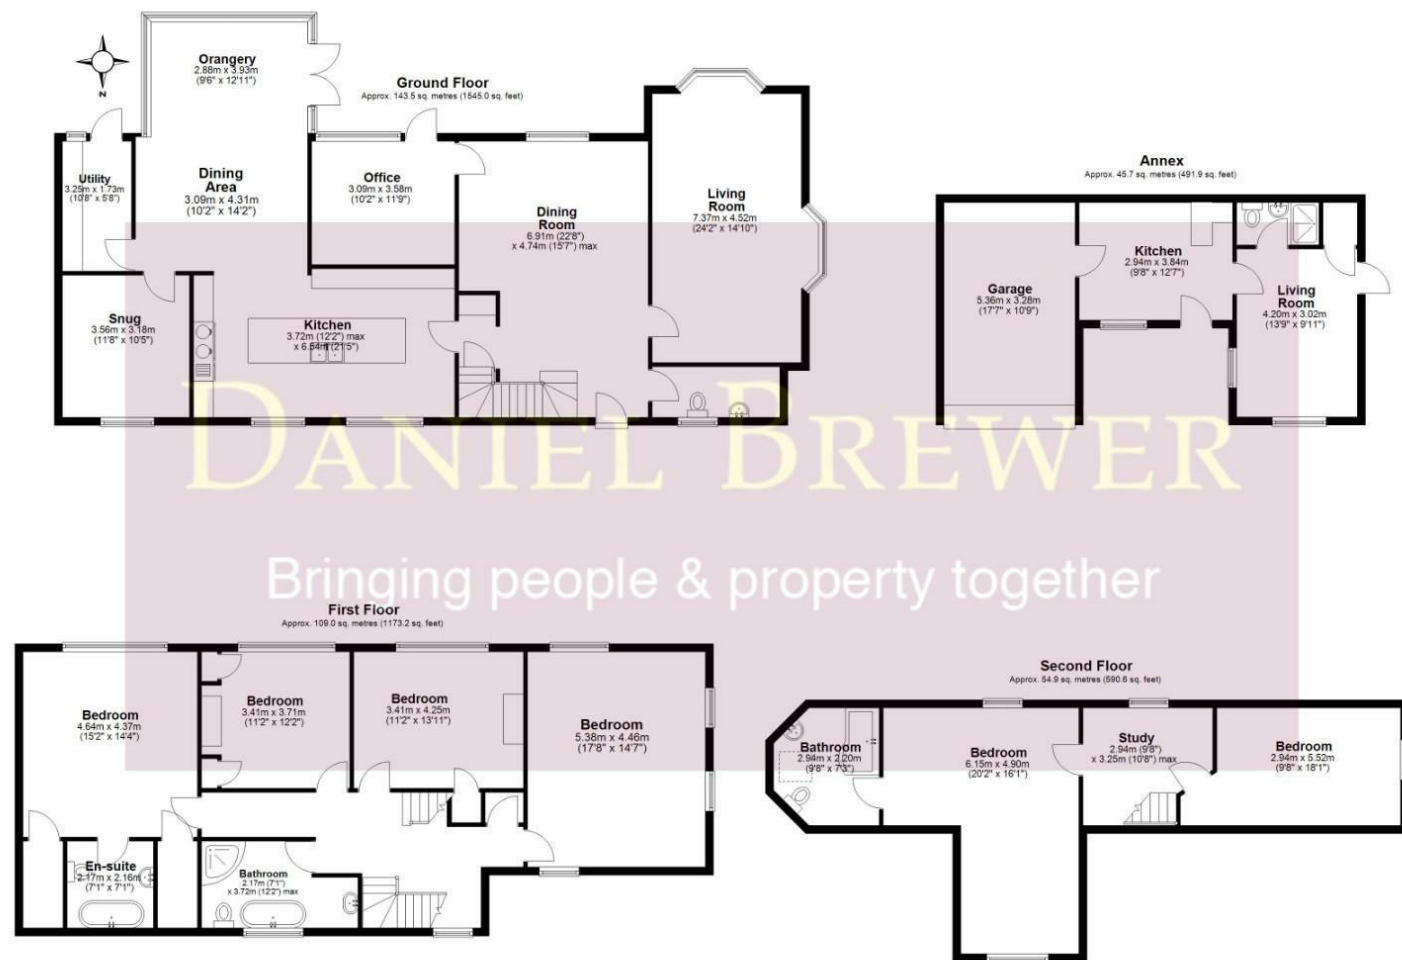 Orangery
2.88m x 3.93m
(9'6" x 12'11")
N
Ground Floor
Approx. 143.5 sq. metres (1545.0 sq. feet)
Utility
3.25m x 1.73m
(10'8" x 5'8")
Dining
Area
3.09m x 4.31m
(10'2" x 14'2")
Office
3.09m x 3.58m
(10'2" x 11'9")
Dining
Room
6.91m (22'8")
x 4.74m (15'7") max
Living
Room
7.37m x 4.52m
(24'2" x 14'10")
Snug
3.56m x 3.18m
(11'8" x 10'5")
Kitchen
3.72m (12'2") max
x 6.54m (21'5")
Annex
Approx. 45.7 sq. metres (491.9 sq. feet)
Garage
5.36m x 3.28m
(17'7" x 10'9")
Kitchen
2.94m x 3.84m
(9'8" x 12'7")
Living
Room
4.20m x 3.02m
(13'9" x 9'11")
DANIEL BREWER
Bringing people & property together
First Floor
Approx. 109.0 sq. metres (1173.2 sq. feet)
Bedroom
4.64m x 4.37m
(15'2" x 14'4")
Bedroom
3.41m x 3.71m
(11'2" x 12'2")
Bedroom
3.41m x 4.25m
(11'2" x 13'11")
Bedroom
5.38m x 4.46m
(17'8" x 14'7")
En-suite
2.17m x 2.16m
(7'1" x 7'1")
Bathroom
2.17m (7'1")
x 3.72m (12'2") max
Second Floor
Approx. 54.9 sq. metres (590.6 sq. feet)
Bathroom
2.94m x 2.20m
(9'8" x 7'3")
Bedroom
6.15m x 4.90m
(20'2" x 16'1")
Study
2.94m (9'8")
x 3.25m (10'8") max
Bedroom
2.94m x 5.52m
(9'8" x 18'1")